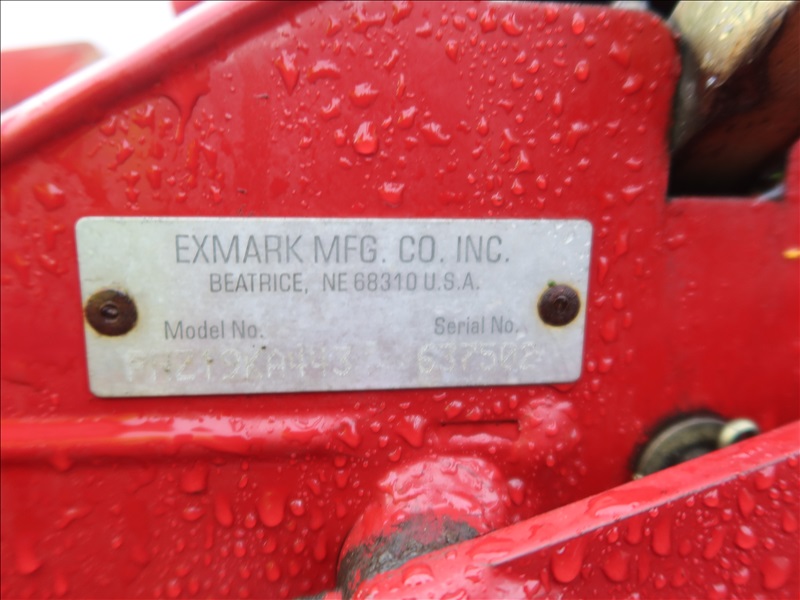 EXMARK MFG. CO. INC.
BEATRICE, NE 68310 U.S.A.
Model No. Serial No.